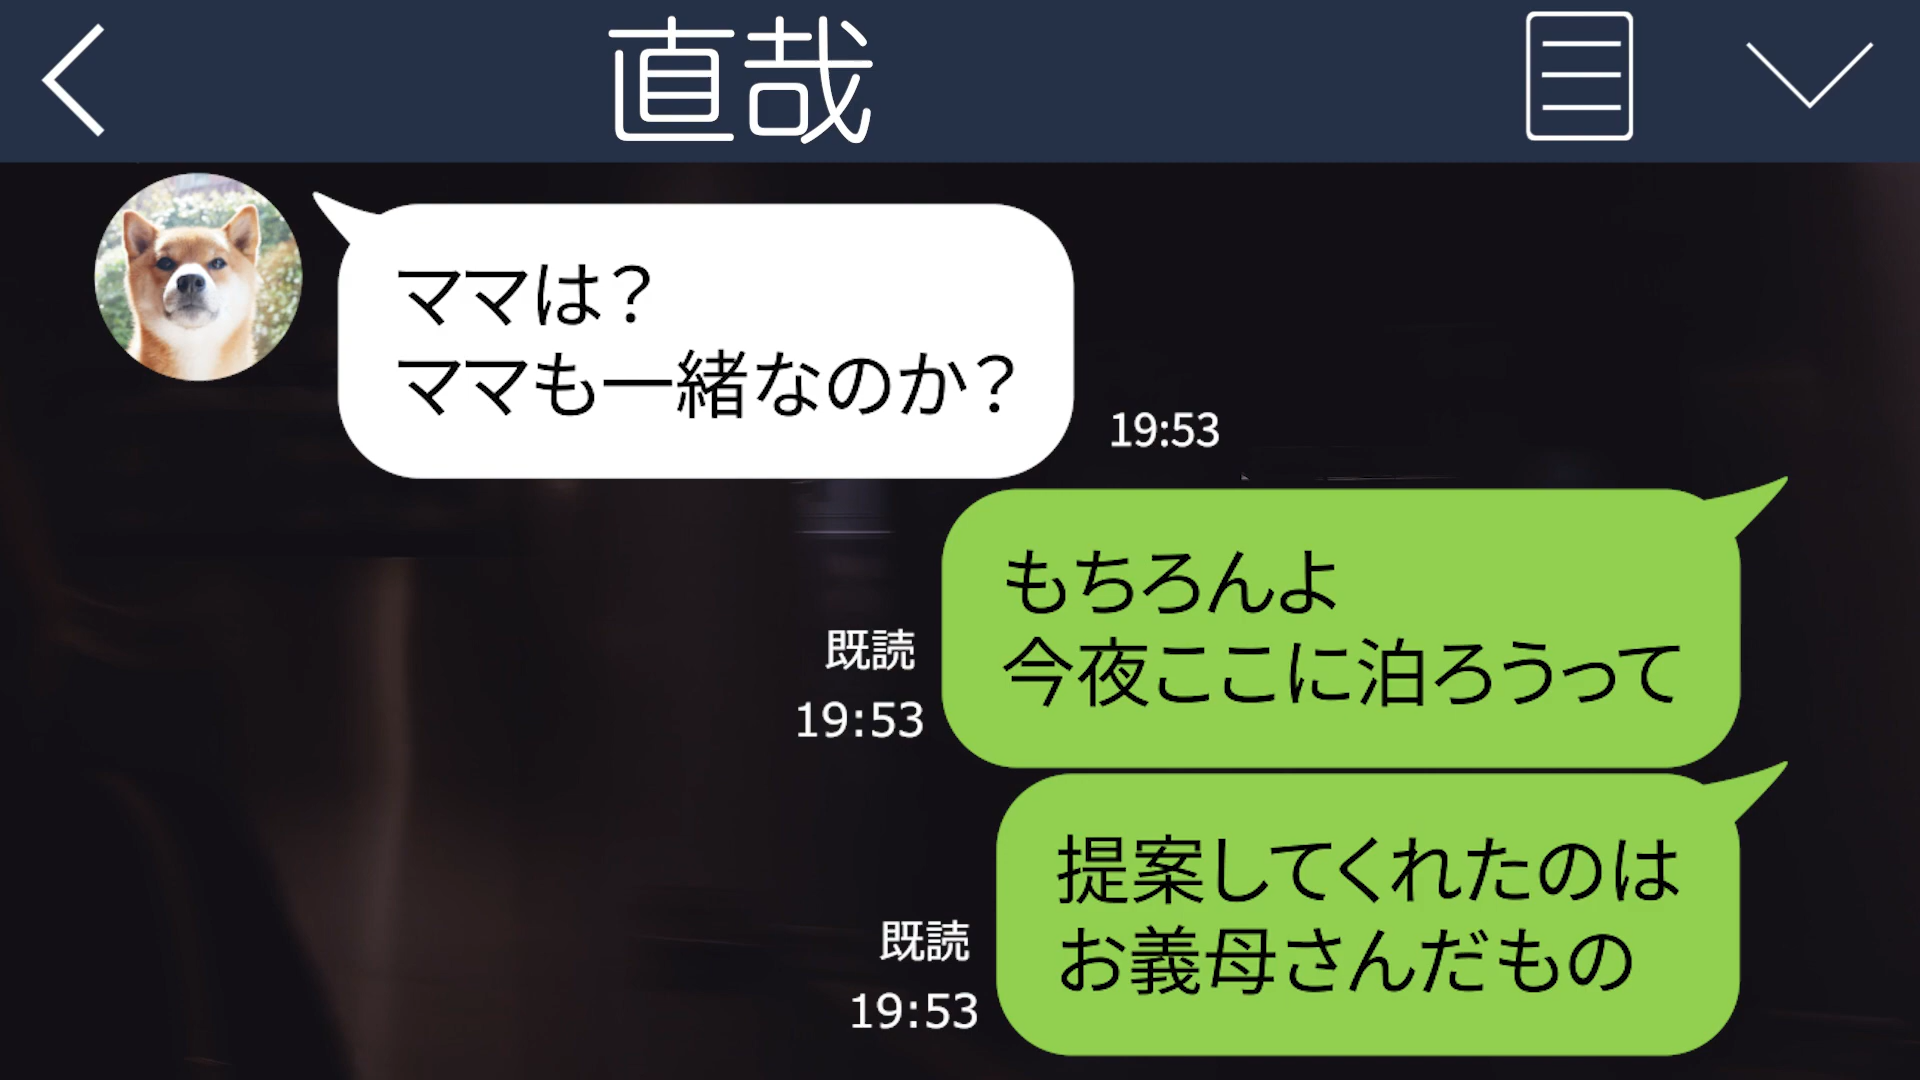 直哉
ママは？
ママも一緒なのか？
19:53
もちろんよ
今夜ここに泊ろうって
既読
19:53
提案してくれたのは
お義母さんだもの
既読
19:53